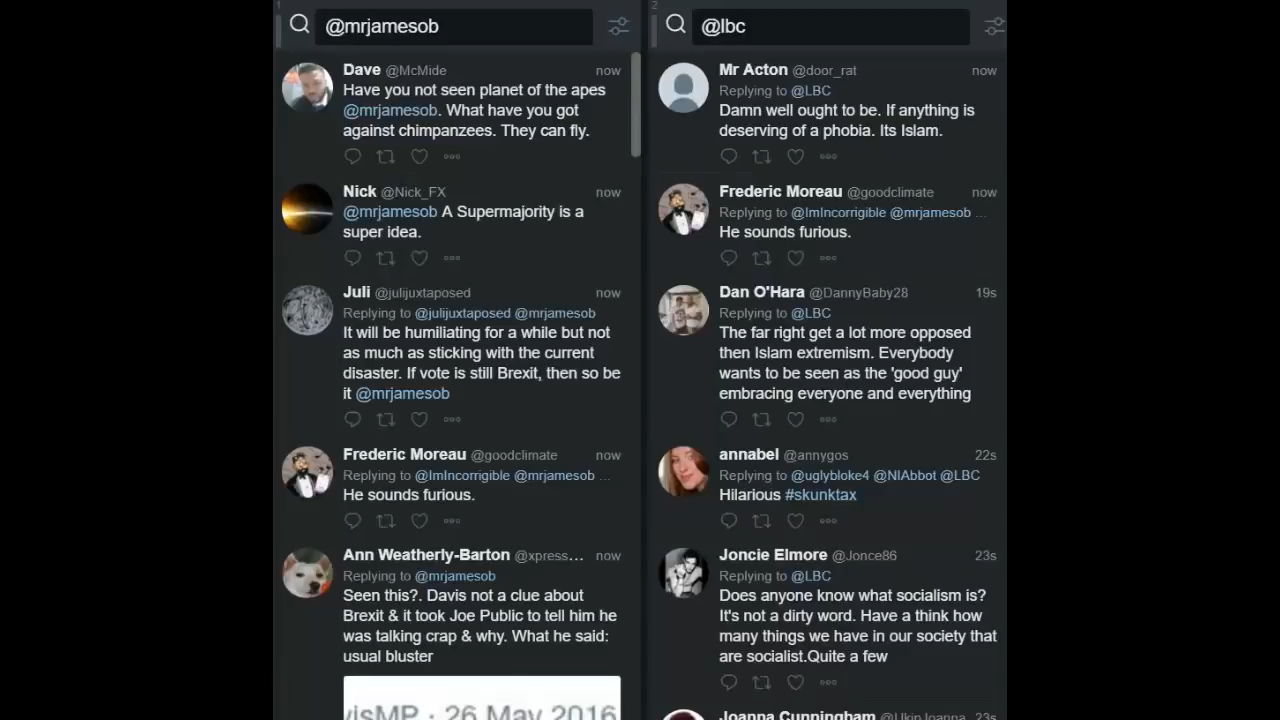 1
@mrjamesob
Dave @McMide now
Have you not seen planet of the apes
@mrjamesob. What have you got
against chimpanzees. They can fly.
Nick @Nick_FX now
@mrjamesob A Supermajority is a
super idea.
Juli @julijuxtaposed now
Replying to @julijuxtaposed @mrjamesob
It will be humiliating for a while but not
as much as sticking with the current
disaster. If vote is still Brexit, then so be
it @mrjamesob
Frederic Moreau @goodclimate now
Replying to @ImIncorrigible @mrjamesob ...
He sounds furious.
Ann Weatherly-Barton @xpress... now
Replying to @mrjamesob
Seen this?. Davis not a clue about
Brexit & it took Joe Public to tell him he
was talking crap & why. What he said:
usual bluster
visMP · 26 May 2016
2
@lbc
Mr Acton @door_rat now
Replying to @LBC
Damn well ought to be. If anything is
deserving of a phobia. Its Islam.
Frederic Moreau @goodclimate now
Replying to @ImIncorrigible @mrjamesob ...
He sounds furious.
Dan O'Hara @DannyBaby28 19s
Replying to @LBC
The far right get a lot more opposed
then Islam extremism. Everybody
wants to be seen as the 'good guy'
embracing everyone and everything
annabel @annygos 22s
Replying to @uglybloke4 @NIAbbot @LBC
Hilarious #skunktax
Joncie Elmore @Jonce86 23s
Replying to @LBC
Does anyone know what socialism is?
It's not a dirty word. Have a think how
many things we have in our society that
are socialist.Quite a few
Joanna Cunningham @UkipJoanna 23s